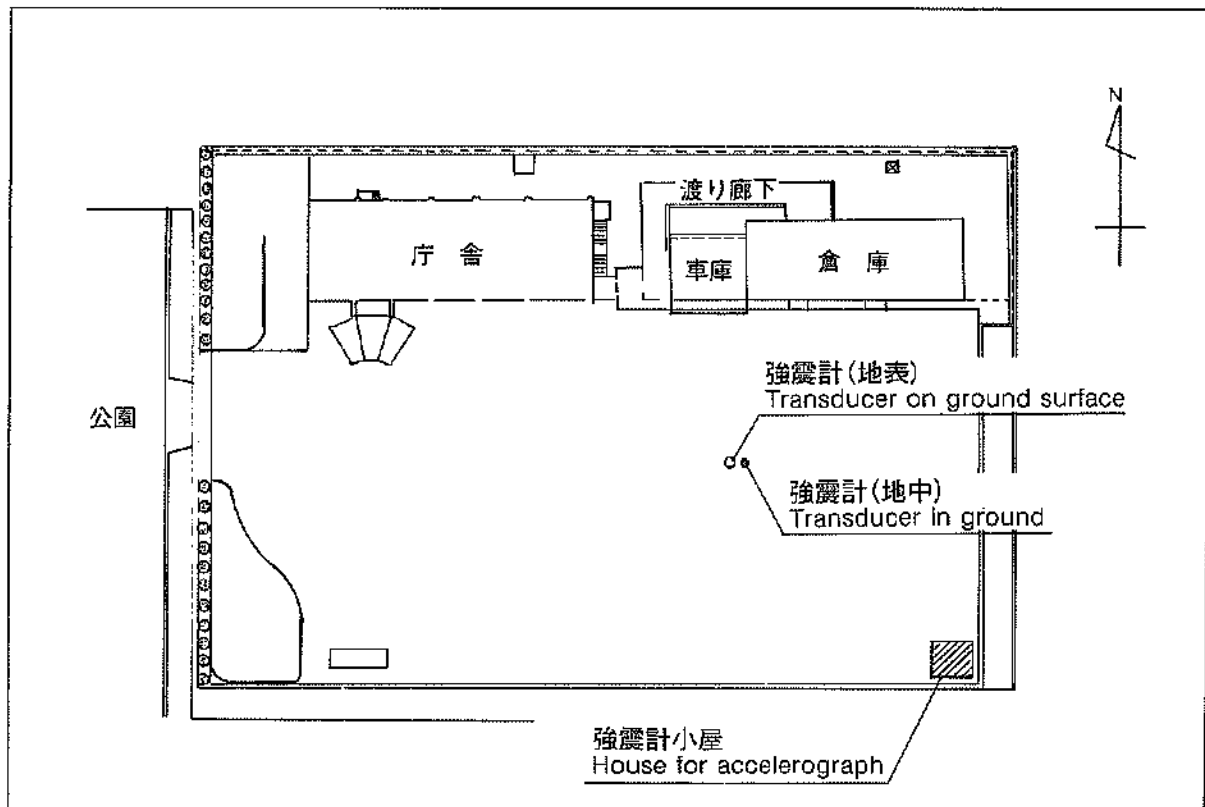 N
渡り廊下
庁舎
車庫
倉庫
強震計(地表)
Transducer on ground surface
公園
強震計(地中)
Transducer in ground
強震計小屋
House for accelerograph